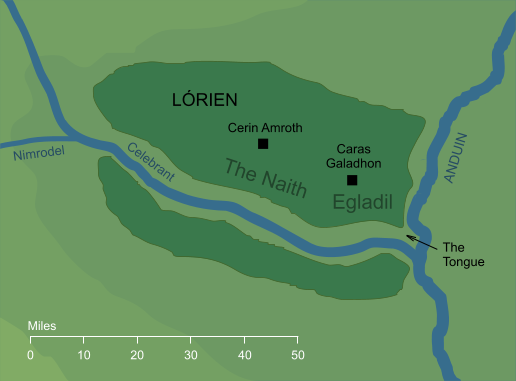 LÓRIEN
Cerin Amroth
Caras
Galadhon
ANDUIN
Nimrodel
Celebrant
The Naith
Egladil
The
Tongue
Miles
0 10 20 30 40 50